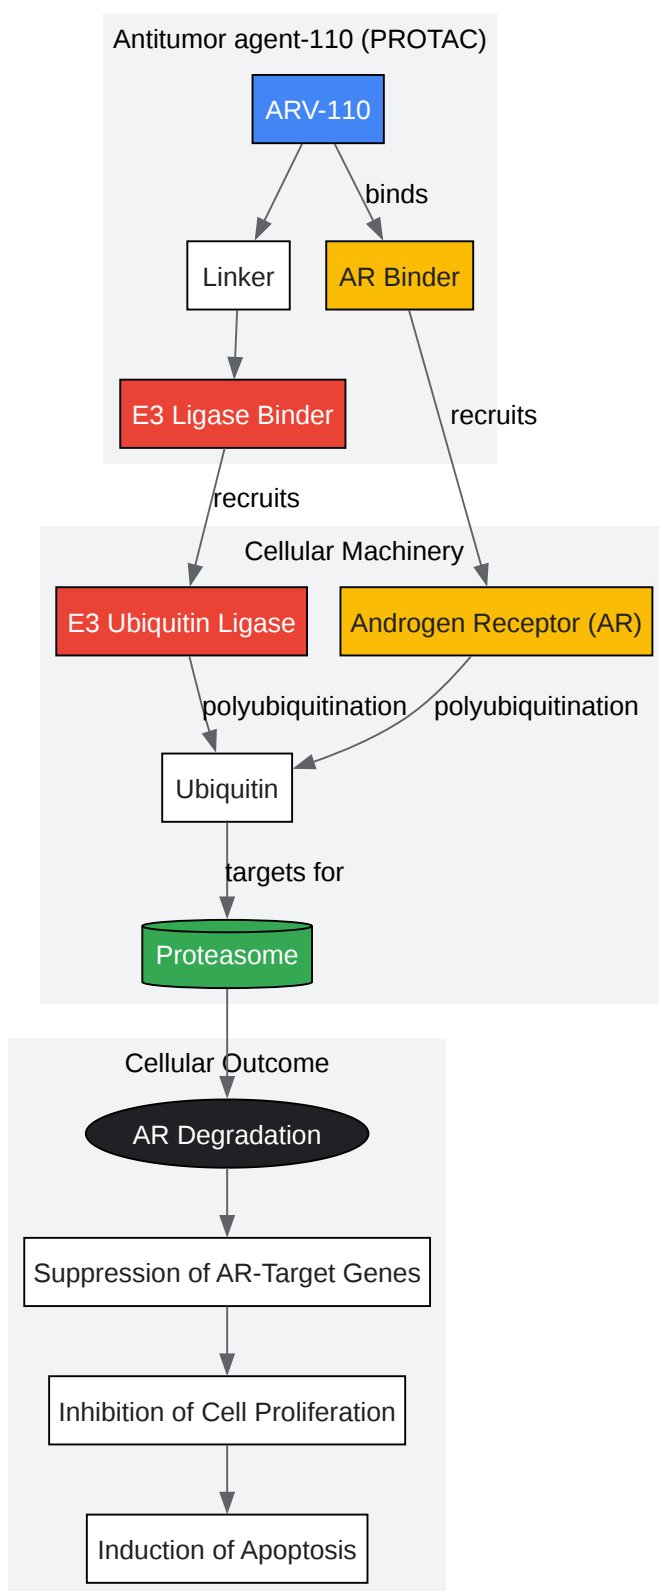 Antitumor agent-110 (PROTAC)
ARV-110
binds
Linker
AR Binder
E3 Ligase Binder
recruits
recruits
Cellular Machinery
E3 Ubiquitin Ligase
Androgen Receptor (AR)
polyubiquitination
polyubiquitination
Ubiquitin
targets for
Proteasome
Cellular Outcome
AR Degradation
Suppression of AR-Target Genes
Inhibition of Cell Proliferation
Induction of Apoptosis